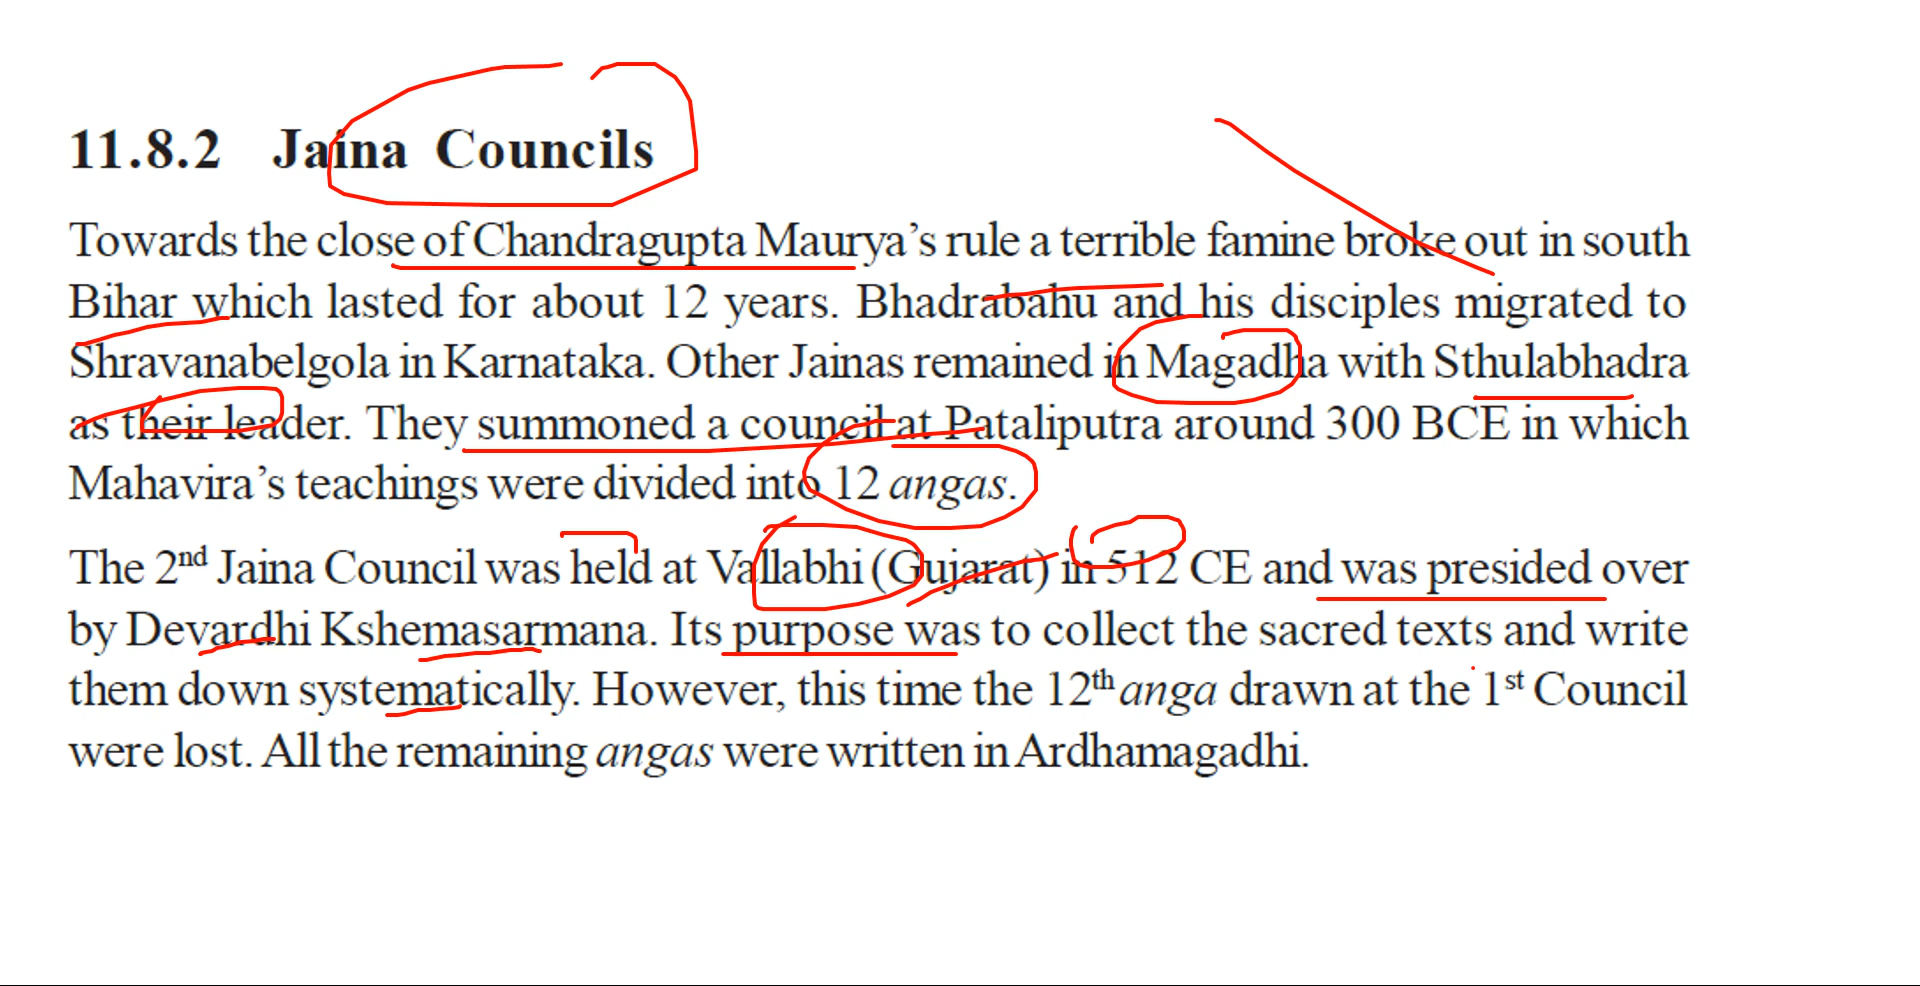 11.8.2 Jaina Councils
Towards the close of Chandragupta Maurya’s rule a terrible famine broke out in south
Bihar which lasted for about 12 years. Bhadrabahu and his disciples migrated to
Shravanabelgola in Karnataka. Other Jainas remained in Magadha with Sthulabhadra
as their leader. They summoned a council at Pataliputra around 300 BCE in which
Mahavira’s teachings were divided into 12 angas.
The 2nd Jaina Council was held at Vallabhi (Gujarat) in 512 CE and was presided over
by Devardhi Kshemasarmana. Its purpose was to collect the sacred texts and write
them down systematically. However, this time the 12th anga drawn at the 1st Council
were lost. All the remaining angas were written in Ardhamagadhi.